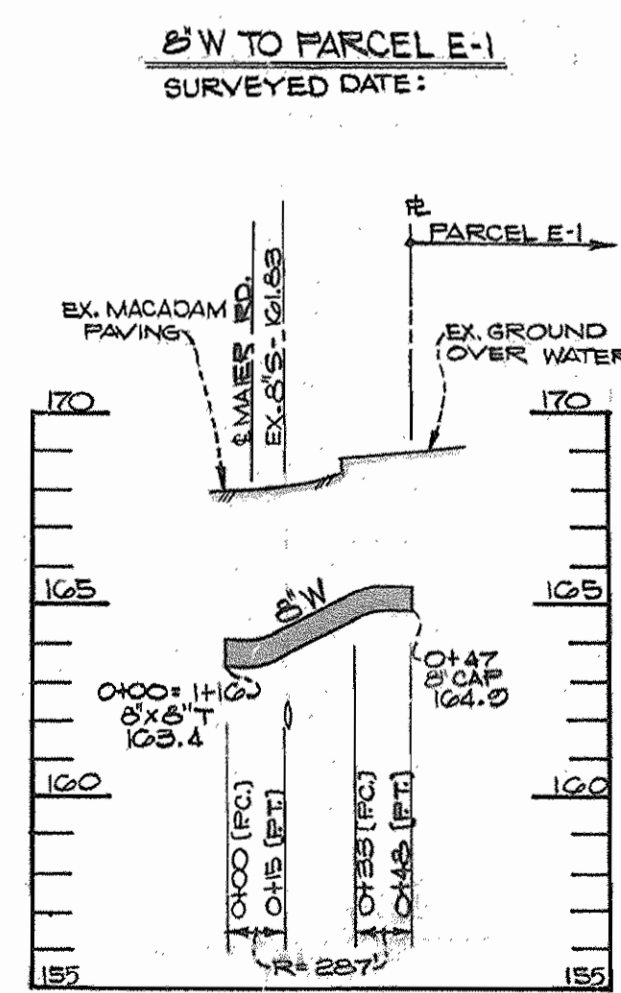 8"W TO PARCEL E-1
SURVEYED DATE:
℄ MAIER RD.
EX. 8"S - 161.83
℄
PARCEL E-1
EX. MACADAM
PAVING
EX. GROUND
OVER WATER
170
170
165
165
8"W
0+00 = 1+16
8"X8"T
163.4
0+47
8" CAP
164.9
160
160
0+00 [P.C.]
0+15 [P.T.]
0+33 [P.C.]
0+48 [P.T.]
R=287'
155
155